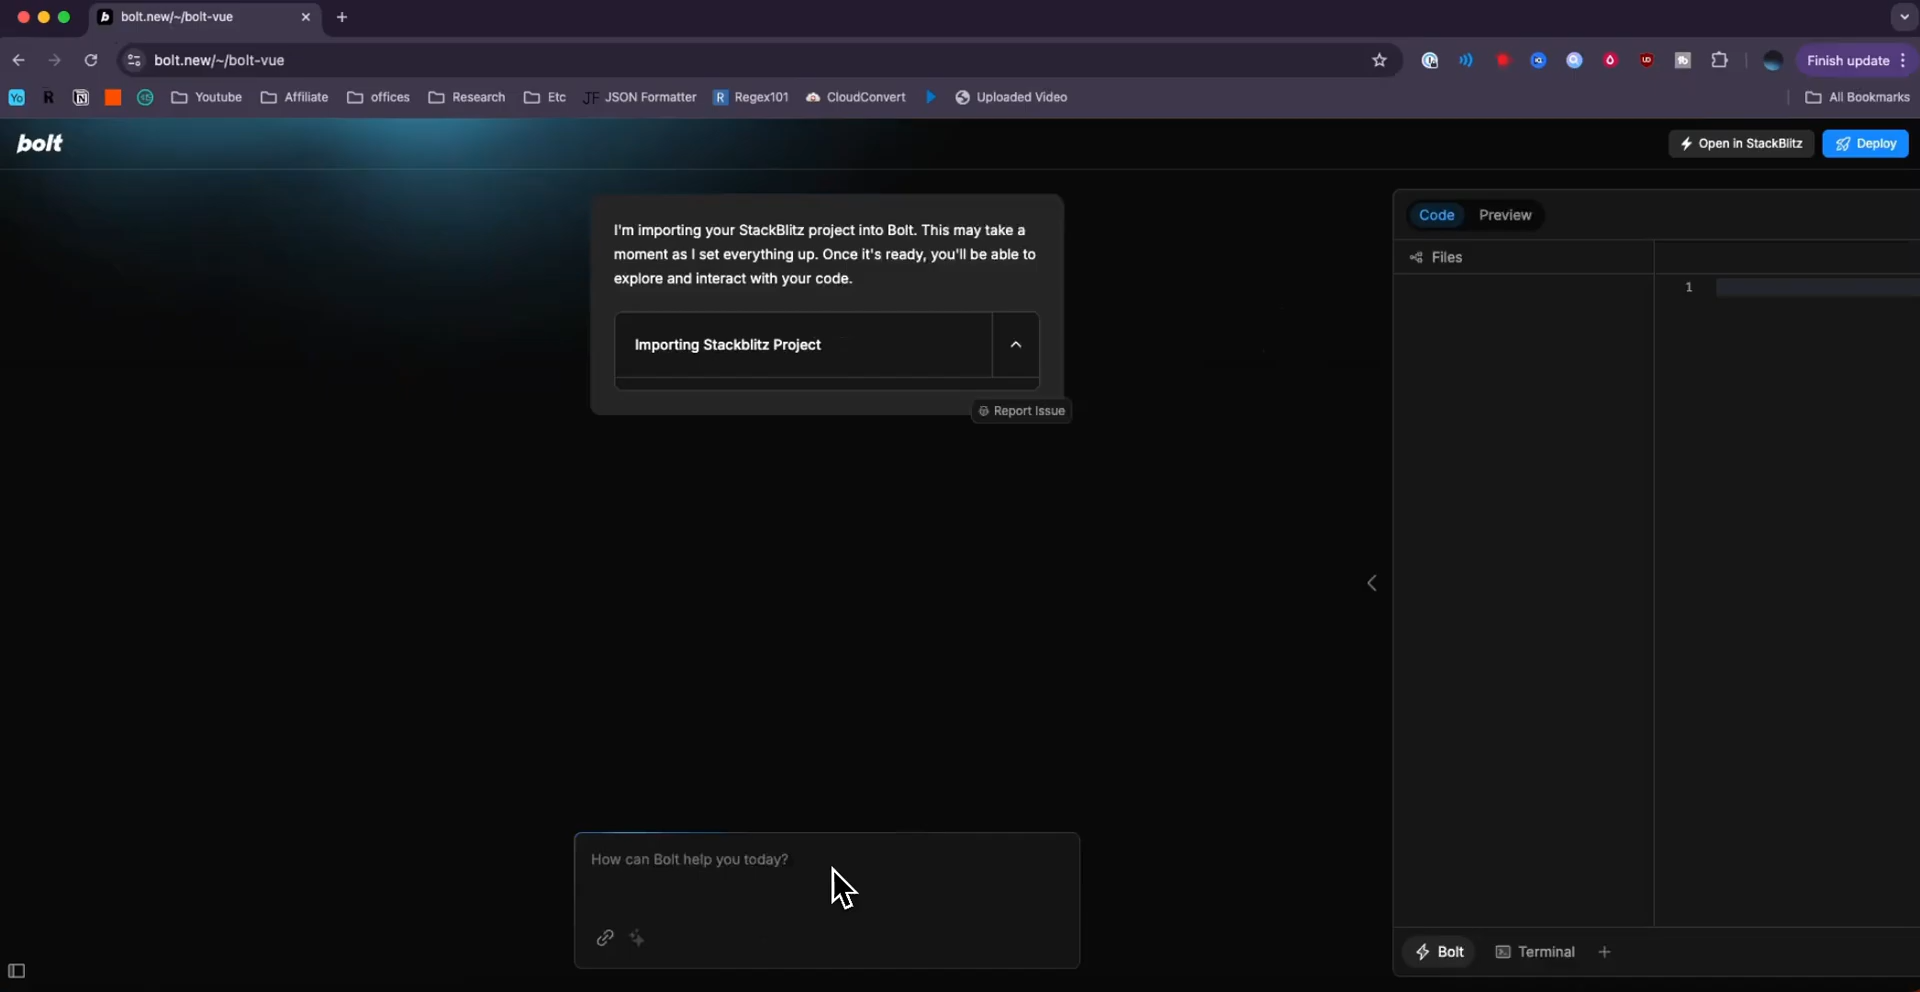 bolt.new/~/bolt-vue
bolt.new/~/bolt-vue
Finish update
Youtube
Affiliate
offices
Research
Etc
JSON Formatter
Regex101
CloudConvert
Uploaded Video
All Bookmarks
bolt
Open in StackBlitz
Deploy
I'm importing your StackBlitz project into Bolt. This may take a
moment as I set everything up. Once it's ready, you'll be able to
explore and interact with your code.
Importing Stackblitz Project
Report Issue
Code
Preview
Files
1
How can Bolt help you today?
Bolt
Terminal